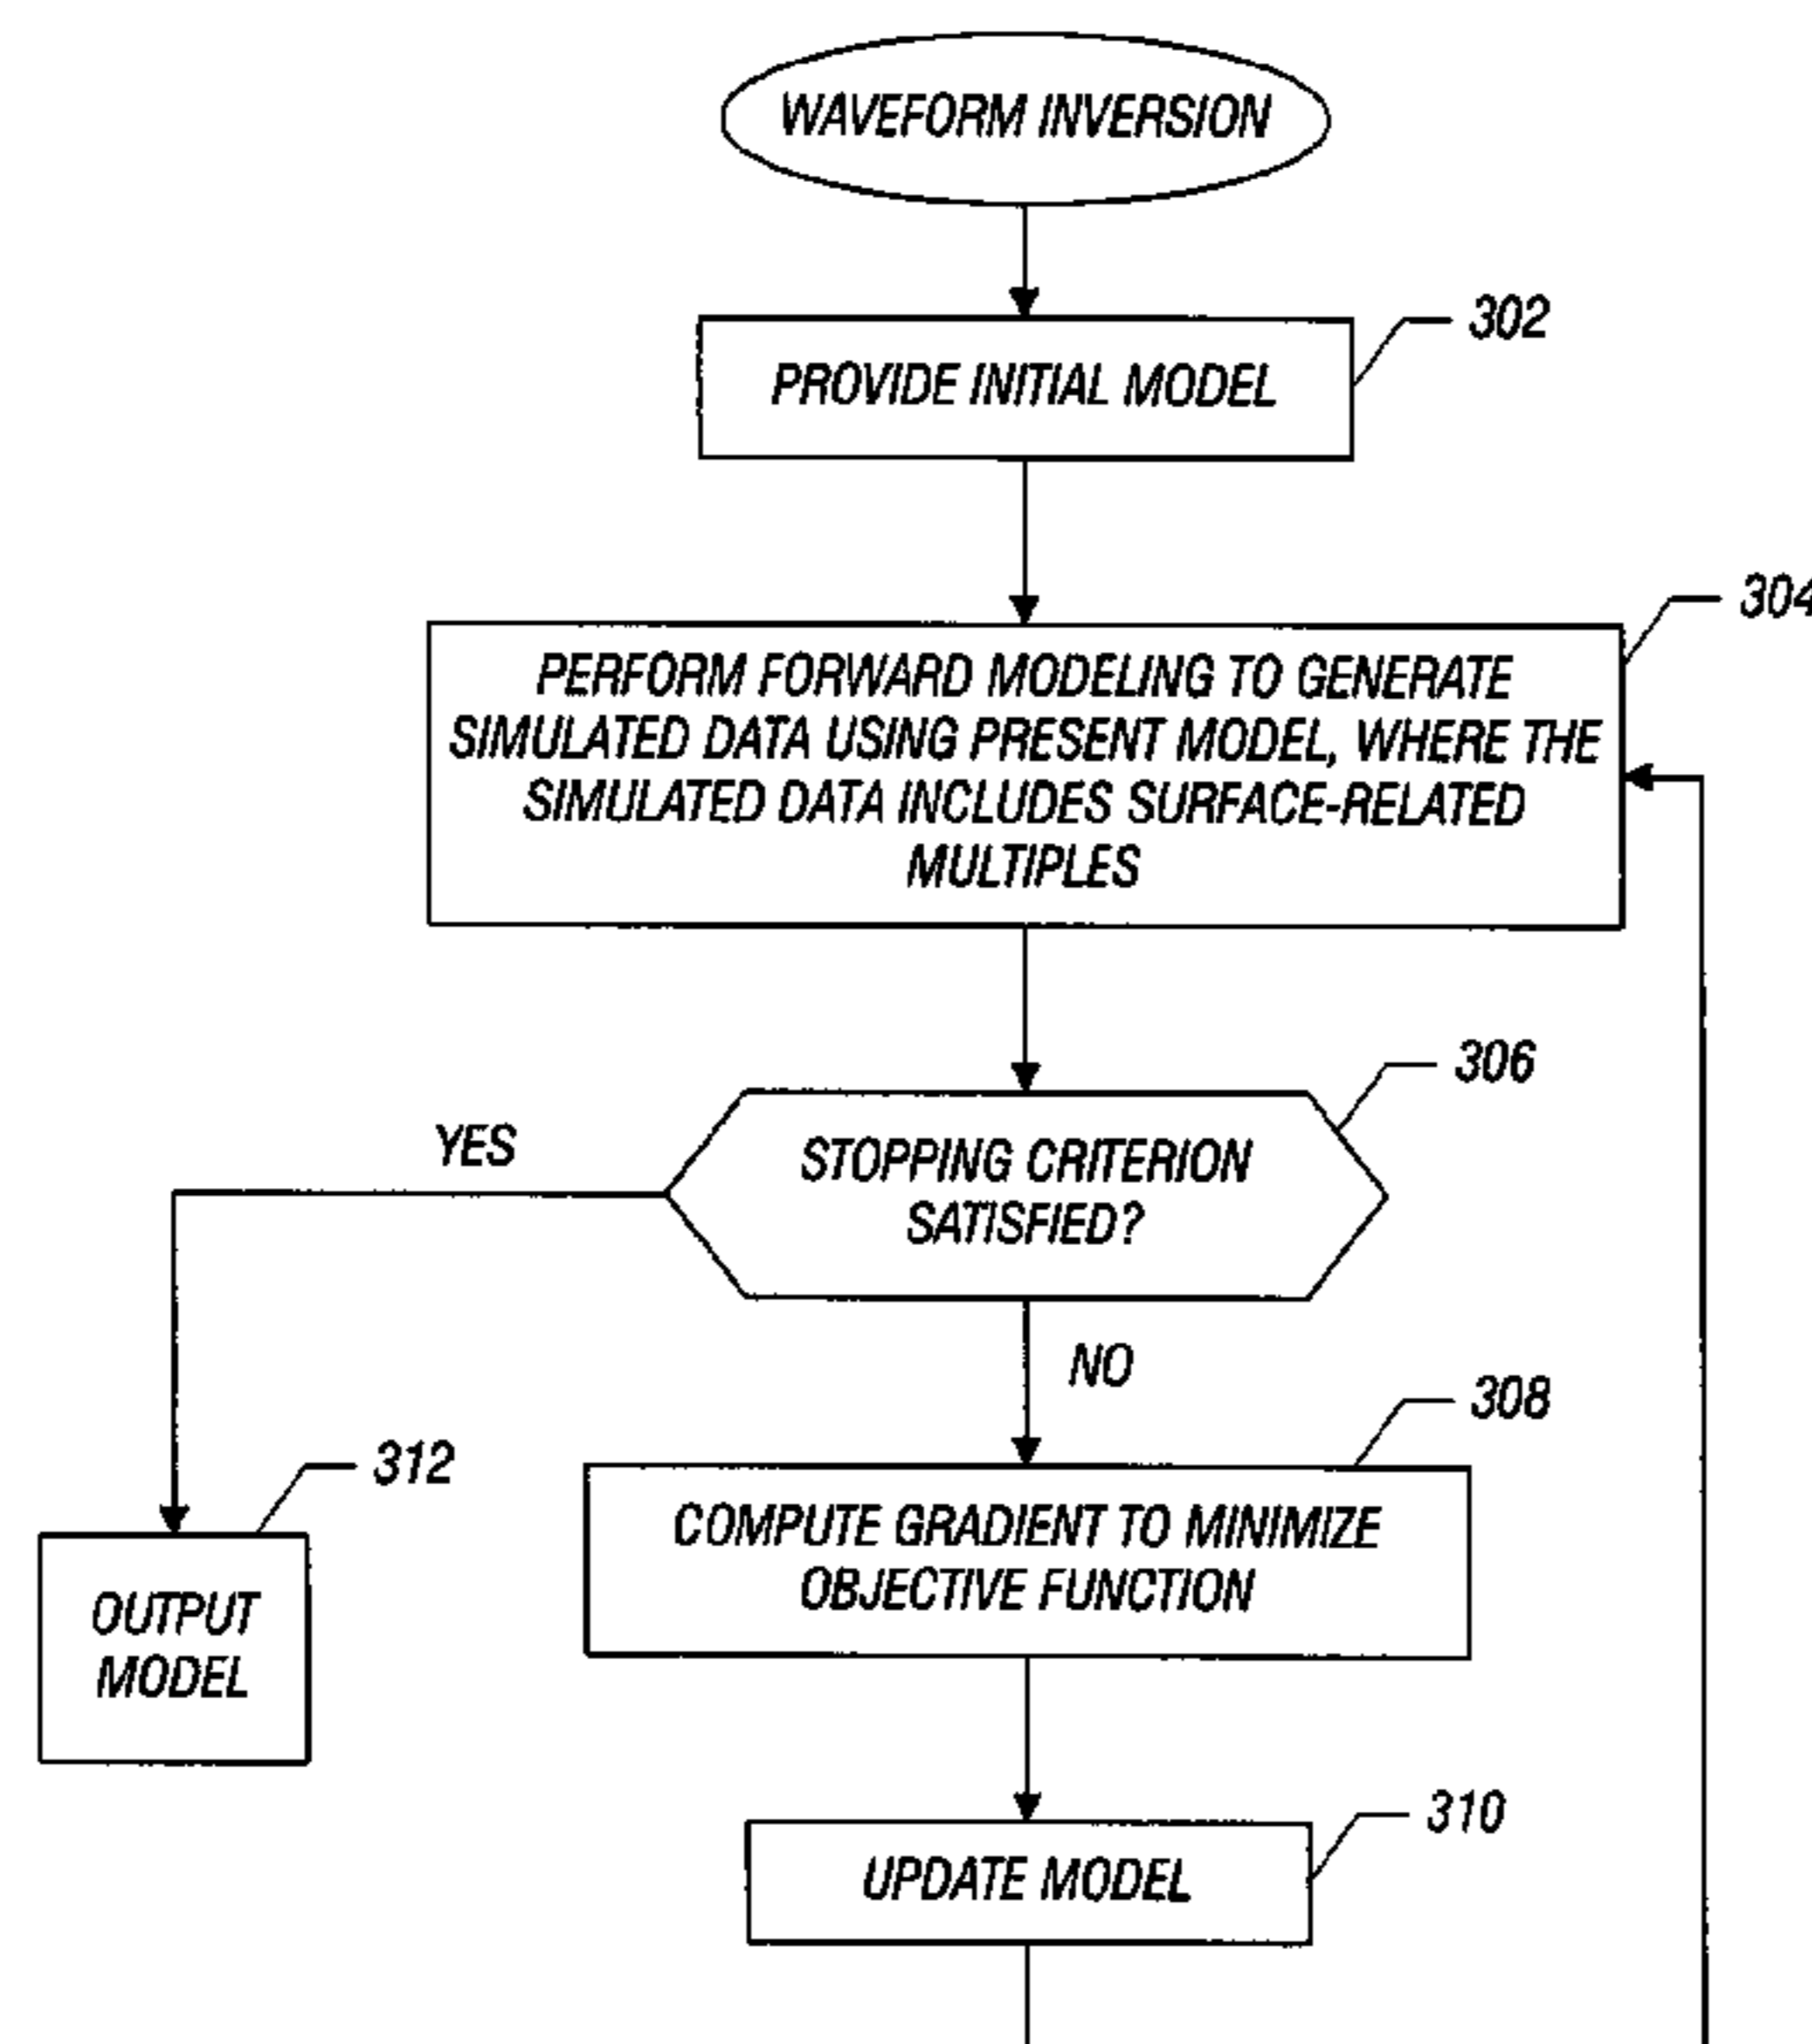 WAVEFORM INVERSION
302
PROVIDE INITIAL MODEL
304
PERFORM FORWARD MODELING TO GENERATE
SIMULATED DATA USING PRESENT MODEL, WHERE THE
SIMULATED DATA INCLUDES SURFACE-RELATED
MULTIPLES
306
YES
STOPPING CRITERION
SATISFIED?
NO
308
312
COMPUTE GRADIENT TO MINIMIZE
OBJECTIVE FUNCTION
OUTPUT
MODEL
310
UPDATE MODEL